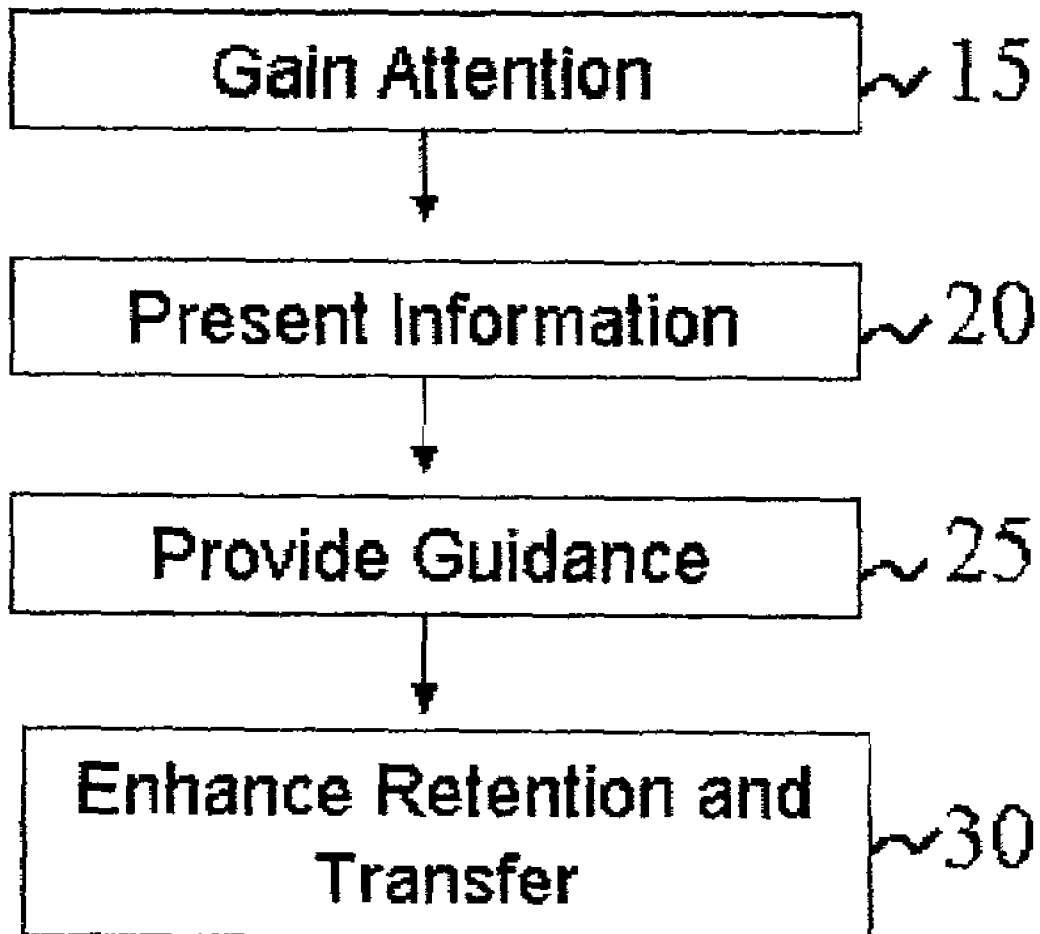 Gain Attention 15
Present Information 20
Provide Guidance 25
Enhance Retention and
Transfer
30